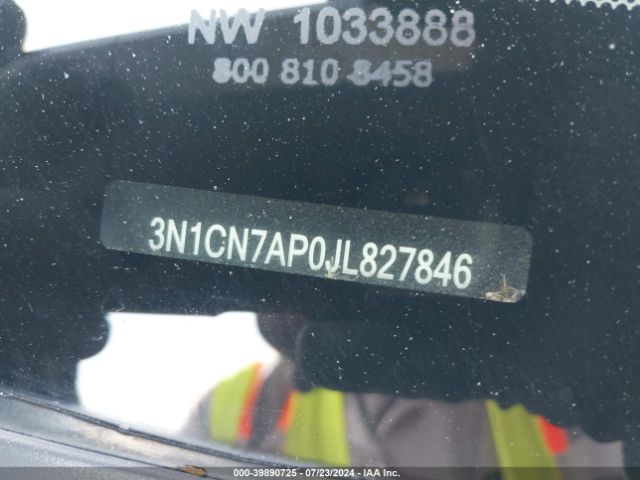 NW 1033888
800 810 8458
3N1CN7AP0JL827846
000-39890725 - 07/23/2024 - IAA Inc.